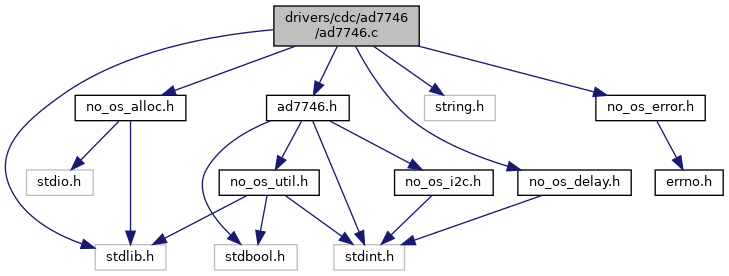 drivers/cdc/ad7746
/ad7746.c
no_os_alloc.h
ad7746.h
string.h
no_os_error.h
stdio.h
no_os_util.h
no_os_i2c.h
no_os_delay.h
errno.h
stdlib.h
stdbool.h
stdint.h